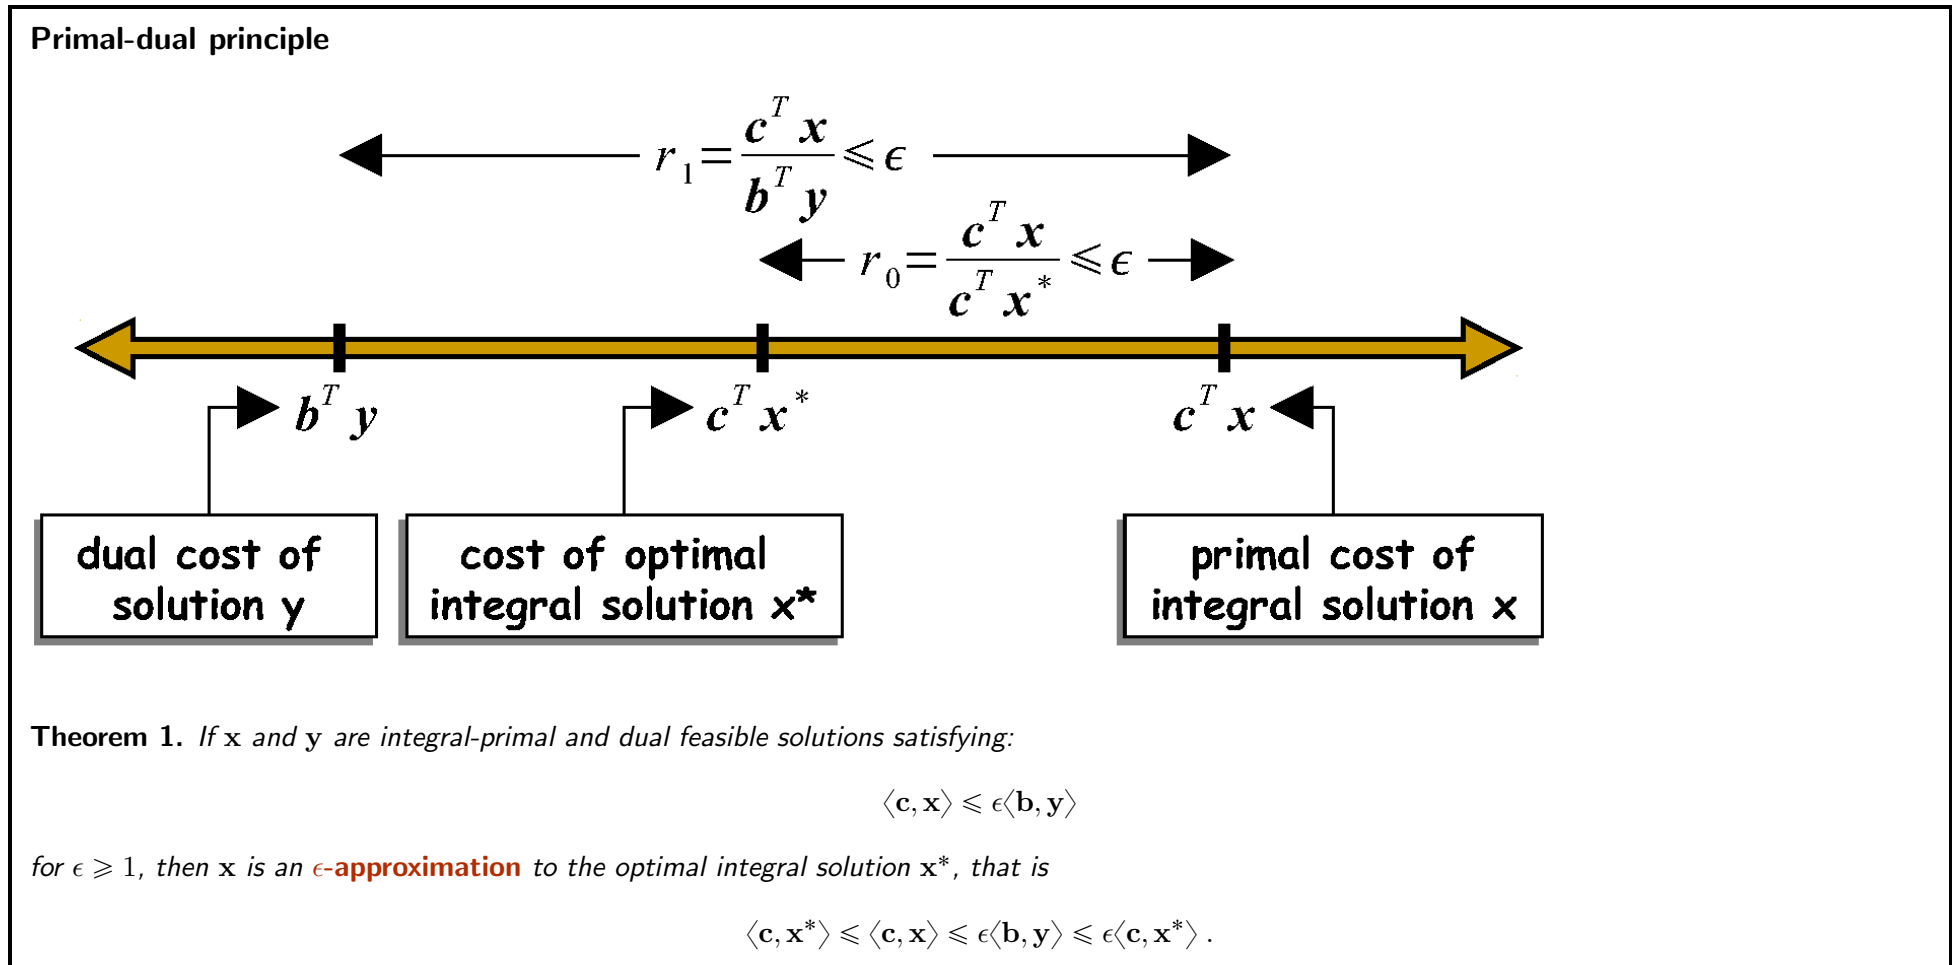 Primal-dual principle
r₁ = cᵀx / bᵀy ⩽ ϵ
r₀ = cᵀx / cᵀx* ⩽ ϵ
bᵀy cᵀx* cᵀx
dual cost of
solution y
cost of optimal
integral solution x*
primal cost of
integral solution x
Theorem 1. If x and y are integral-primal and dual feasible solutions satisfying:
⟨c, x⟩ ⩽ ϵ⟨b, y⟩
for ϵ ⩾ 1, then x is an ϵ-approximation to the optimal integral solution x*, that is
⟨c, x*⟩ ⩽ ⟨c, x⟩ ⩽ ϵ⟨b, y⟩ ⩽ ϵ⟨c, x*⟩ .